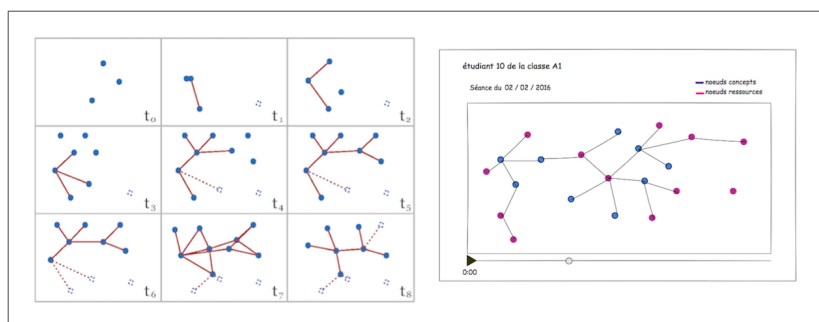 t0
t1
t2
t3
t4
t5
t6
t7
t8
étudiant 10 de la classe A1
Séance du 02 / 02 / 2016
noeuds concepts
noeuds ressources
0:00